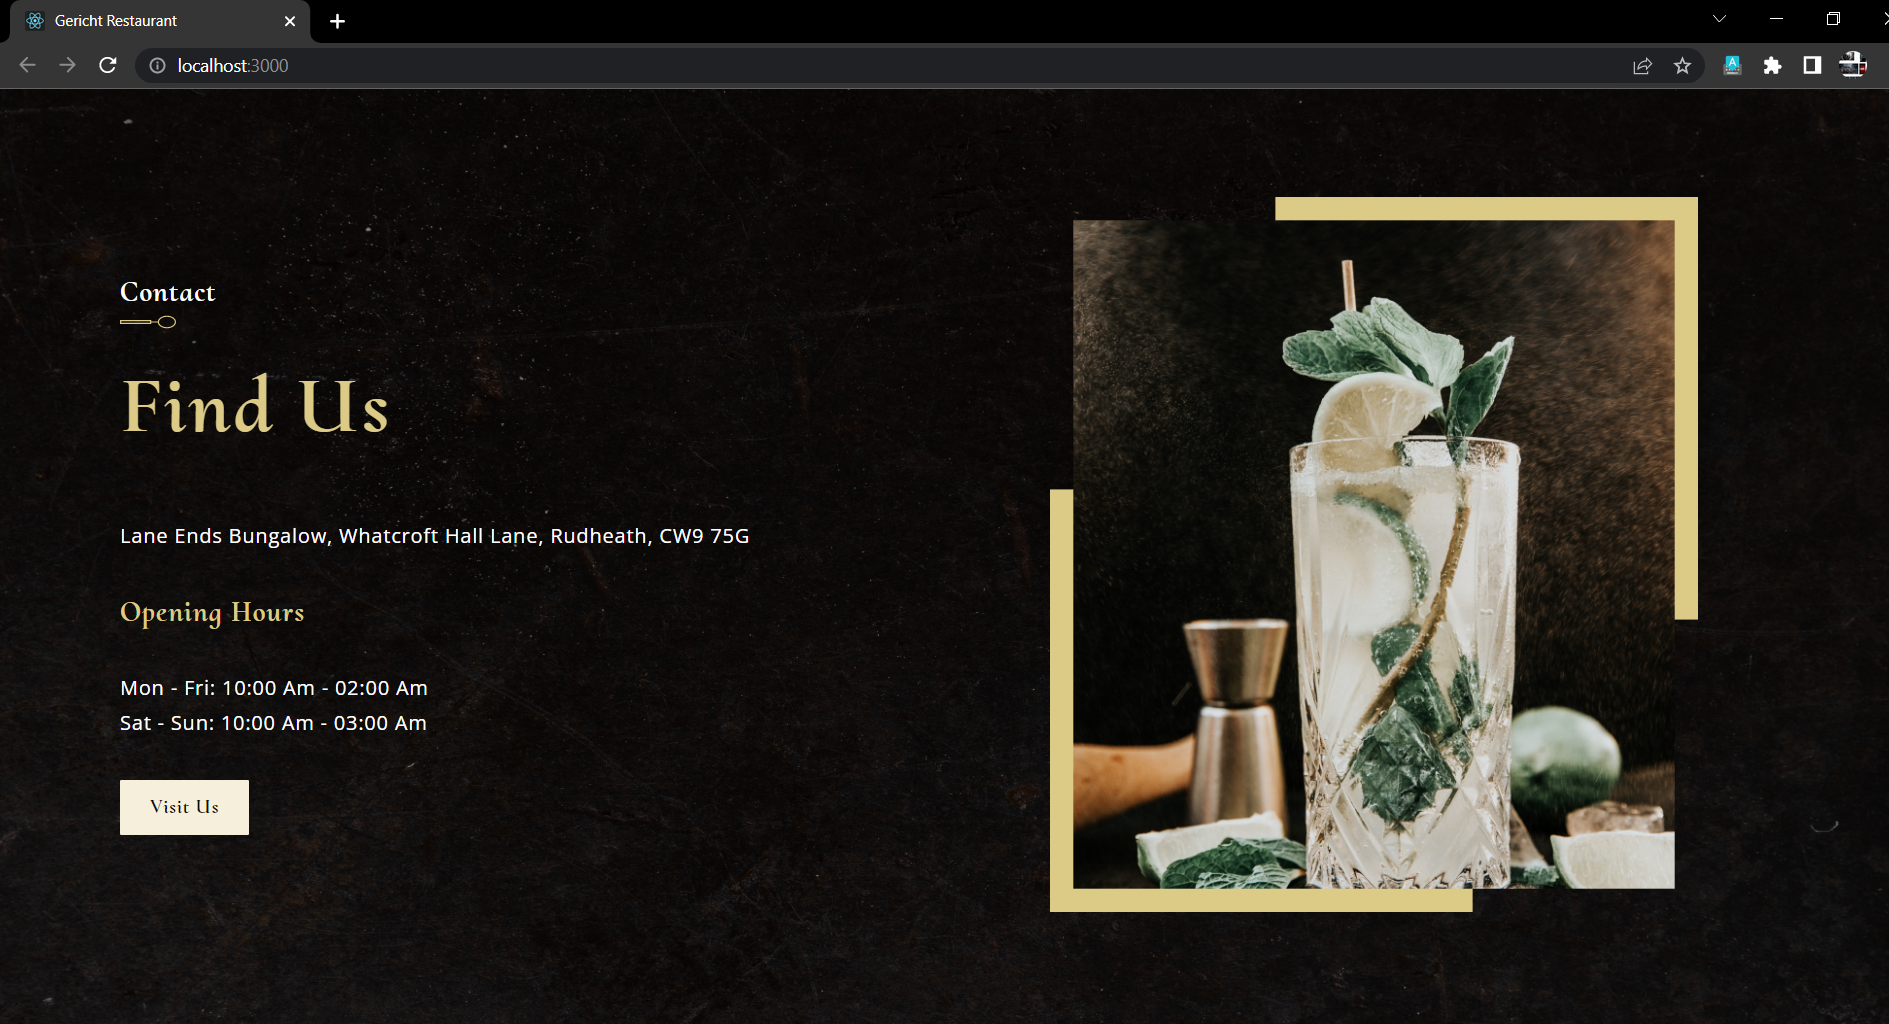 Gericht Restaurant
localhost:3000
Contact
Find Us
Lane Ends Bungalow, Whatcroft Hall Lane, Rudheath, CW9 75G
Opening Hours
Mon - Fri: 10:00 Am - 02:00 Am
Sat - Sun: 10:00 Am - 03:00 Am
Visit Us